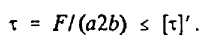 τ = F/(a2b) ≤ [τ]′.